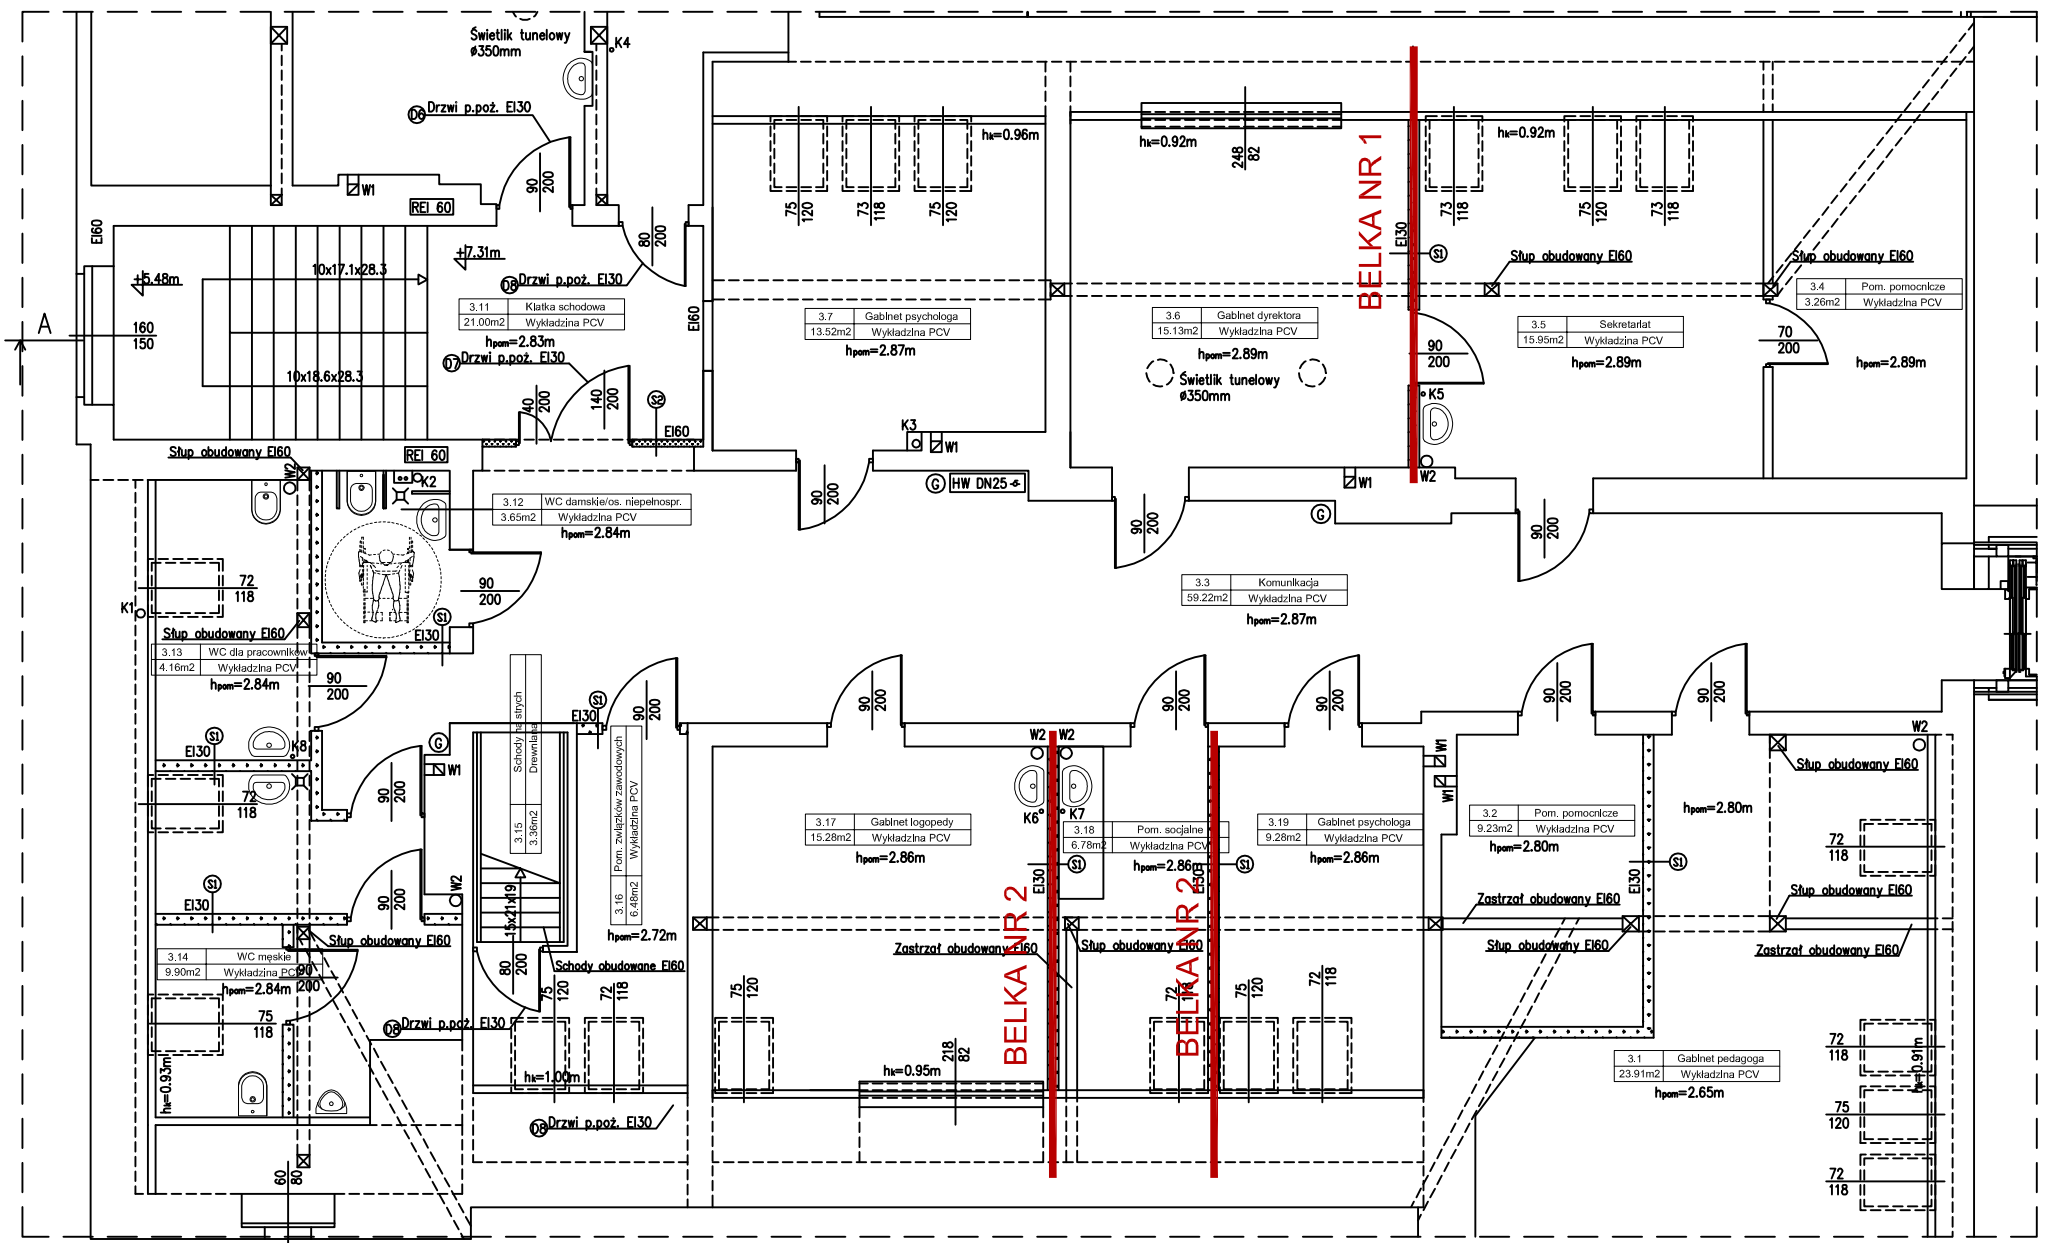 Świetlik tunelowy
ø350mm
K4
D6 Drzwi p.poż. EI30
90
200
W1
REI 60
80
200
EI60
+5.48m
+7.31m
10x17.1x28.3
D8 Drzwi p.poż. EI30
3.11 Klatka schodowa
21.00m2 Wykładzina PCV
hpom=2.83m
D7 Drzwi p.poż. EI30
10x18.6x28.3
A
160
150
40
200
140
200
S2
EI60
EI60
REI 60
75
120
73
118
75
120
hk=0.96m
3.7 Gabinet psychologa
13.52m2 Wykładzina PCV
hpom=2.87m
K3
W1
90
200
G HW DN25
hk=0.92m
248
82
BELKA NR 1
EI30
S1
3.6 Gabinet dyrektora
15.13m2 Wykładzina PCV
hpom=2.89m
Świetlik tunelowy
ø350mm
90
200
K5
W1
W2
90
200
G
hk=0.92m
73
118
75
120
73
118
Słup obudowany EI60
Słup obudowany EI60
3.5 Sekretariat
15.95m2 Wykładzina PCV
hpom=2.89m
70
200
3.4 Pom. pomocnicze
3.26m2 Wykładzina PCV
hpom=2.89m
90
200
Słup obudowany EI60
W2
K2
3.12 WC damskie/os. niepełnospr.
3.65m2 Wykładzina PCV
hpom=2.84m
72
118
K1
90
200
S1
EI30
Słup obudowany EI60
3.13 WC dla pracowników
4.16m2 Wykładzina PCV
hpom=2.84m
90
200
3.3 Komunikacja
59.22m2 Wykładzina PCV
hpom=2.87m
S1
EI30
K8
72
118
90
200
G
W1
S1
EI30
90
200
W2
Słup obudowany EI60
3.14 WC męskie
9.90m2 Wykładzina PCV
hpom=2.84m
90
200
75
118
hk=0.93m
60
80
3.15 Schody na strych
3.36m2 Drewniana
15x21x19
80
200
Schody obudowane EI60
D8 Drzwi p.poż. EI30
EI30
S1
90
200
3.16 Pom. związków zawodowych
6.48m2 Wykładzina PCV
hpom=2.72m
75
120
72
118
hk=1.00m
D8 Drzwi p.poż. EI30
90
200
3.17 Gabinet logopedy
15.28m2 Wykładzina PCV
hpom=2.86m
W2
W2
K6
K7
75
120
218
82
hk=0.95m
EI30
S1
BELKA NR 2
Zastrzał obudowany EI60
90
200
3.18 Pom. socjalne
6.78m2 Wykładzina PCV
hpom=2.86m
Słup obudowany EI60
72
118
EI30
S1
BELKA NR 2
90
200
3.19 Gabinet psychologa
9.28m2 Wykładzina PCV
hpom=2.86m
75
120
72
118
W1
W1
90
200
3.2 Pom. pomocnicze
9.23m2 Wykładzina PCV
hpom=2.80m
EI30
S1
Zastrzał obudowany EI60
Słup obudowany EI60
90
200
W2
Słup obudowany EI60
hpom=2.80m
72
118
Słup obudowany EI60
Zastrzał obudowany EI60
3.1 Gabinet pedagoga
23.91m2 Wykładzina PCV
hpom=2.65m
72
118
hk=0.91m
75
120
72
118